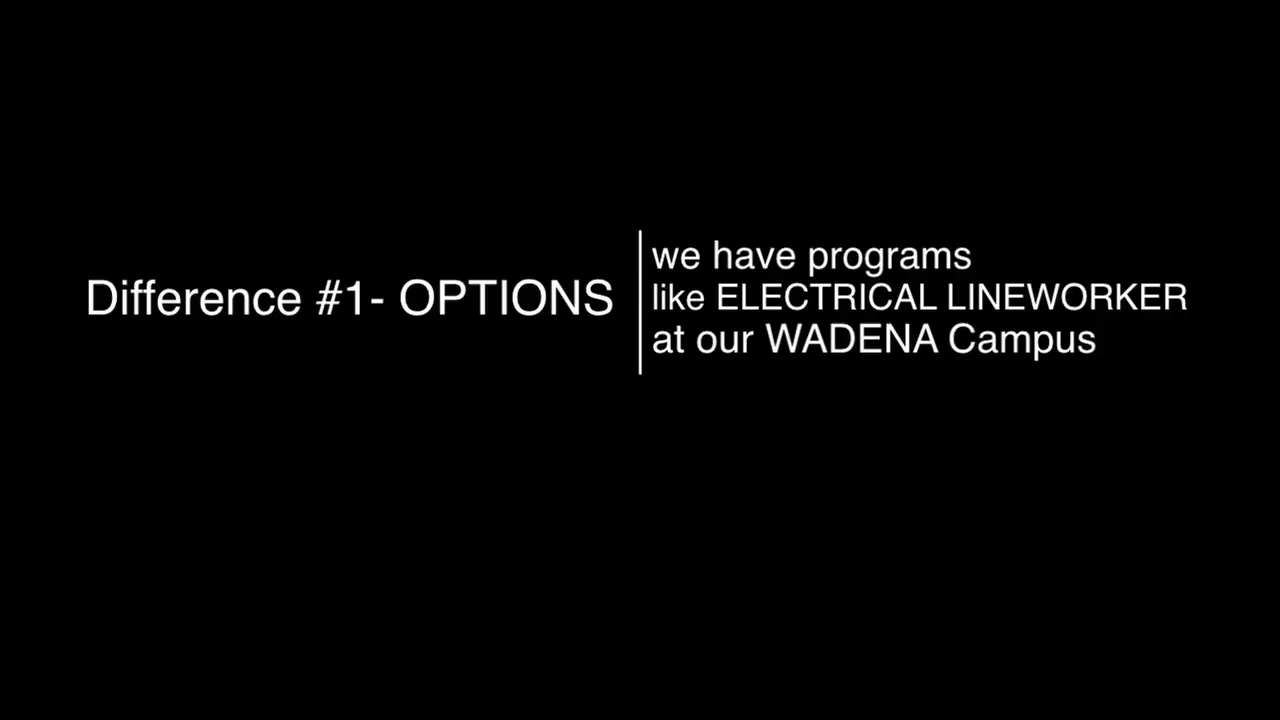 Difference #1- OPTIONS
we have programs
like ELECTRICAL LINEWORKER
at our WADENA Campus